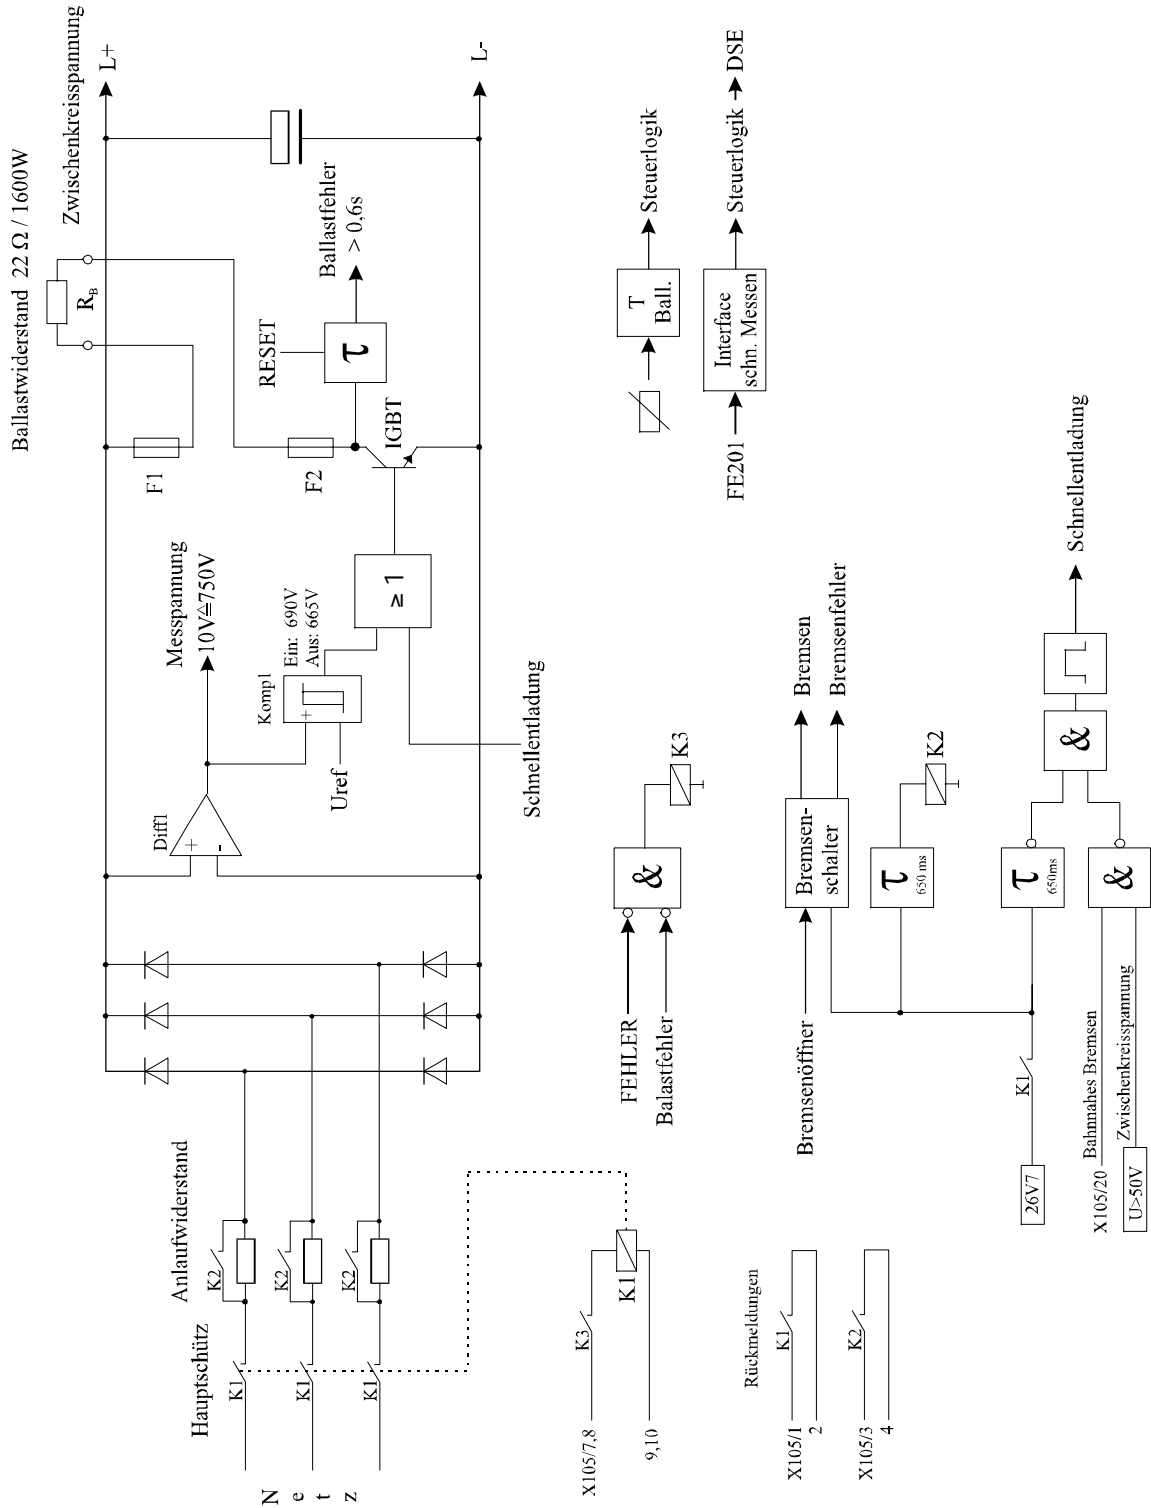 Ballastwiderstand 22 Ω / 1600W
Zwischenkreisspannung
L+
L-
R_B
F1
F2
Messpannung
10V≙750V
Diff1
+
-
Komp1
+
Ein: 690V
Aus: 665V
Uref
≥ 1
IGBT
RESET
τ
Ballastfehler
> 0,6s
Schnellentladung
Anlaufwiderstand
K2
K2
K2
Hauptschütz
K1
K1
K1
N
e
t
z
X105/7,8
K3
9,10
K1
FEHLER
Balastfehler
&
K3
T
Ball.
Steuerlogik
FE201
Interface
schn. Messen
Steuerlogik
DSE
Rückmeldungen
X105/1
2
K1
X105/3
4
K2
Bremsenöffner
Bremsen-
schalter
Bremsen
Bremsenfehler
τ
650 ms
K2
26V7
K1
τ
650ms
X105/20
Bahnnahes Bremsen
U>50V
Zwischenkreisspannung
&
&
Schnellentladung